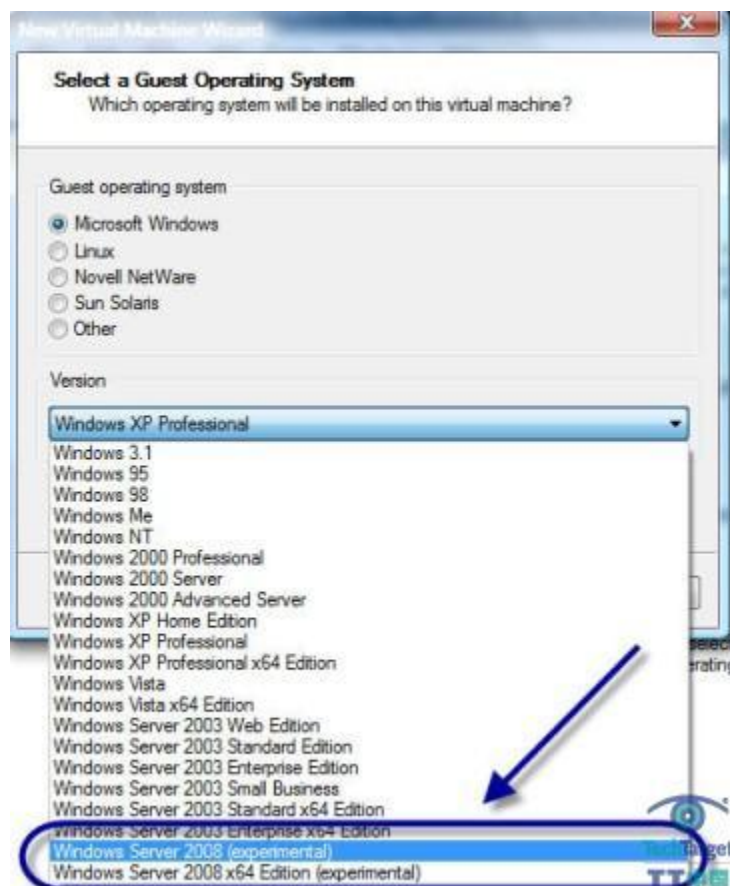 New Virtual Machine Wizard
Select a Guest Operating System
Which operating system will be installed on this virtual machine?
Guest operating system
Microsoft Windows
Linux
Novell NetWare
Sun Solaris
Other
Version
Windows XP Professional
Windows 3.1
Windows 95
Windows 98
Windows Me
Windows NT
Windows 2000 Professional
Windows 2000 Server
Windows 2000 Advanced Server
Windows XP Home Edition
Windows XP Professional
Windows XP Professional x64 Edition
Windows Vista
Windows Vista x64 Edition
Windows Server 2003 Web Edition
Windows Server 2003 Standard Edition
Windows Server 2003 Enterprise Edition
Windows Server 2003 Small Business
Windows Server 2003 Standard x64 Edition
Windows Server 2003 Enterprise x64 Edition
Windows Server 2008 (experimental)
Windows Server 2008 x64 Edition (experimental)
TechTarget